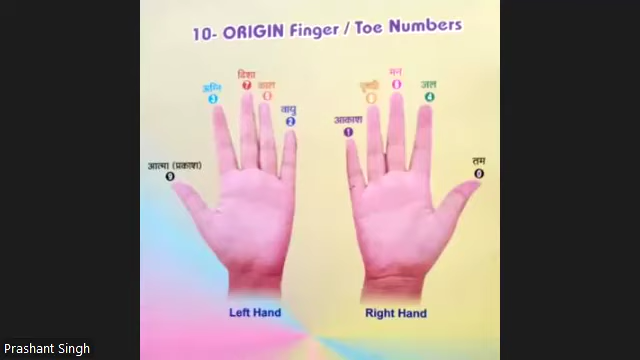 10- ORIGIN Finger / Toe Numbers
अग्नि
3
दिशा
7
काल
6
वायु
2
आत्मा (प्रकाश)
9
Left Hand
आकाश
1
पृथ्वी
मन
8
जल
4
तम
0
Right Hand
Prashant Singh